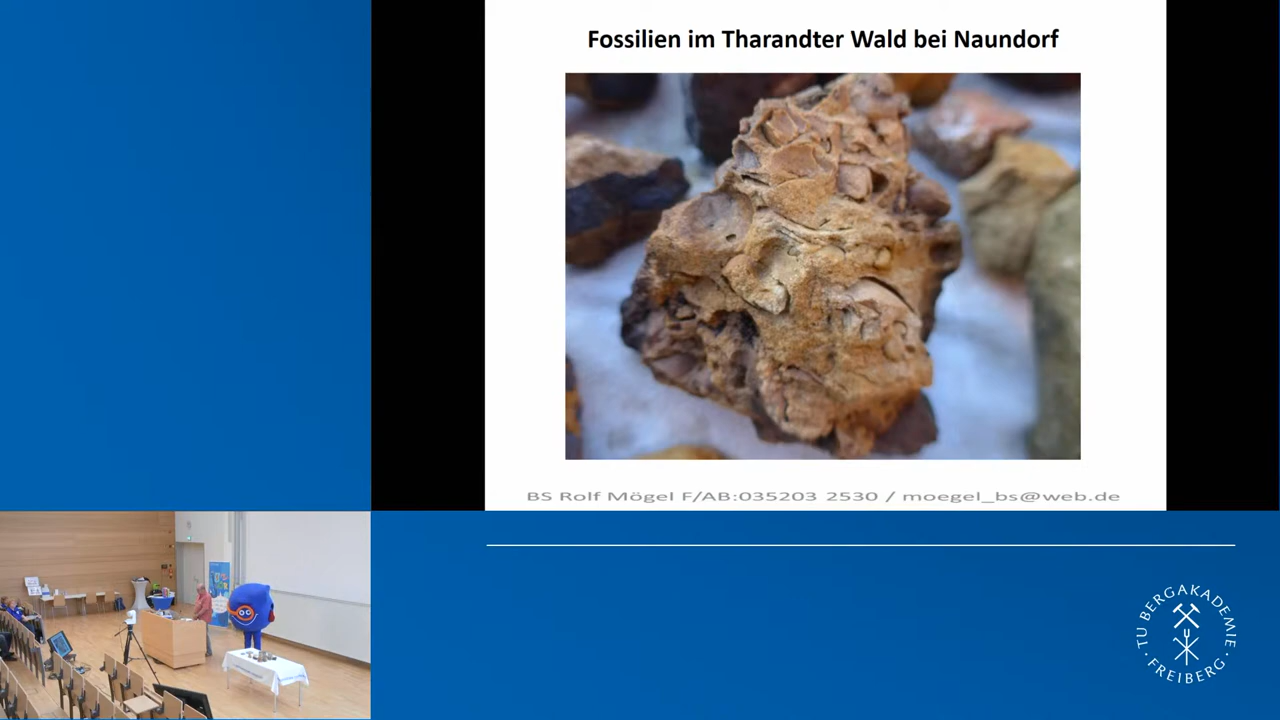 Fossilien im Tharandter Wald bei Naundorf
BS Rolf Mögel F/AB:035203 2530 / moegel_bs@web.de
TU BERGAKADEMIE
· FREIBERG ·